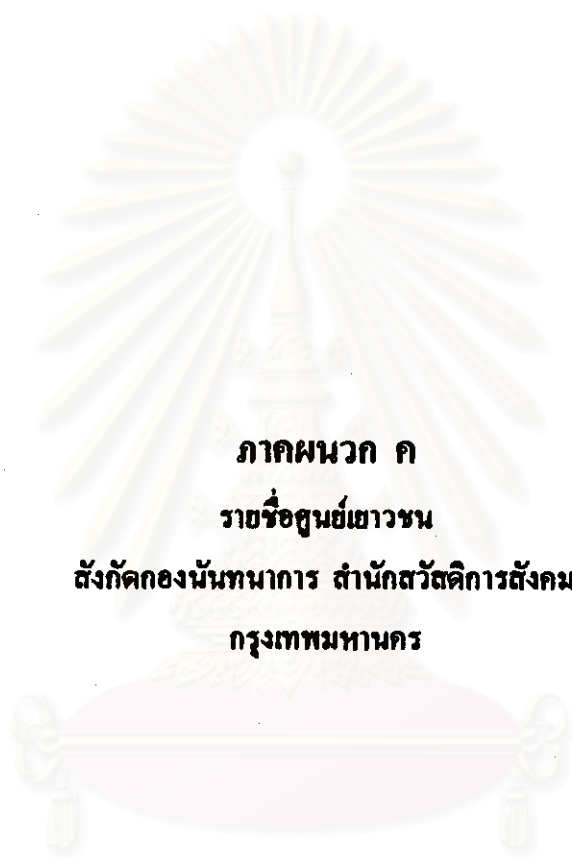 ภาคผนวก ค
รายชื่อศูนย์เยาวชน
สังกัดกองนันทนาการ สำนักสวัสดิการสังคม
กรุงเทพมหานคร